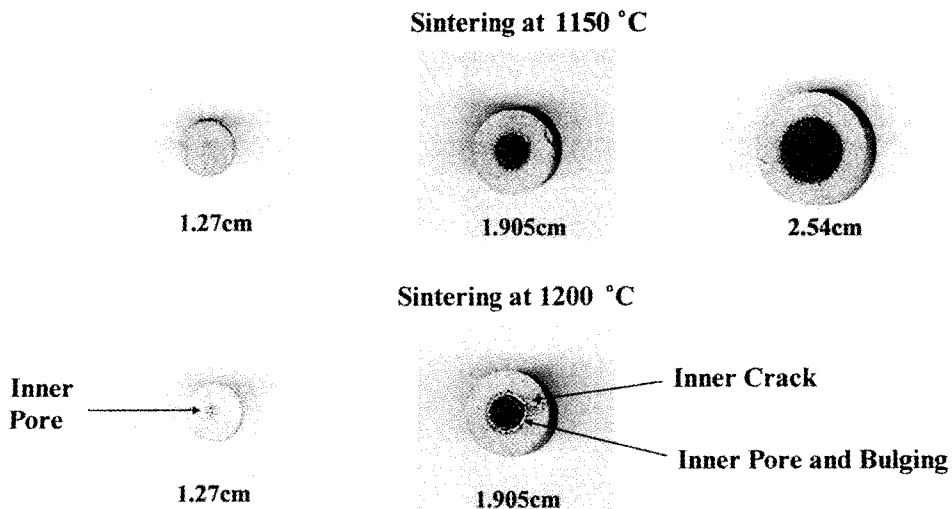 Sintering at 1150 °C
1.27cm
1.905cm
2.54cm
Sintering at 1200 °C
Inner
Pore
Inner Crack
Inner Pore and Bulging
1.27cm
1.905cm